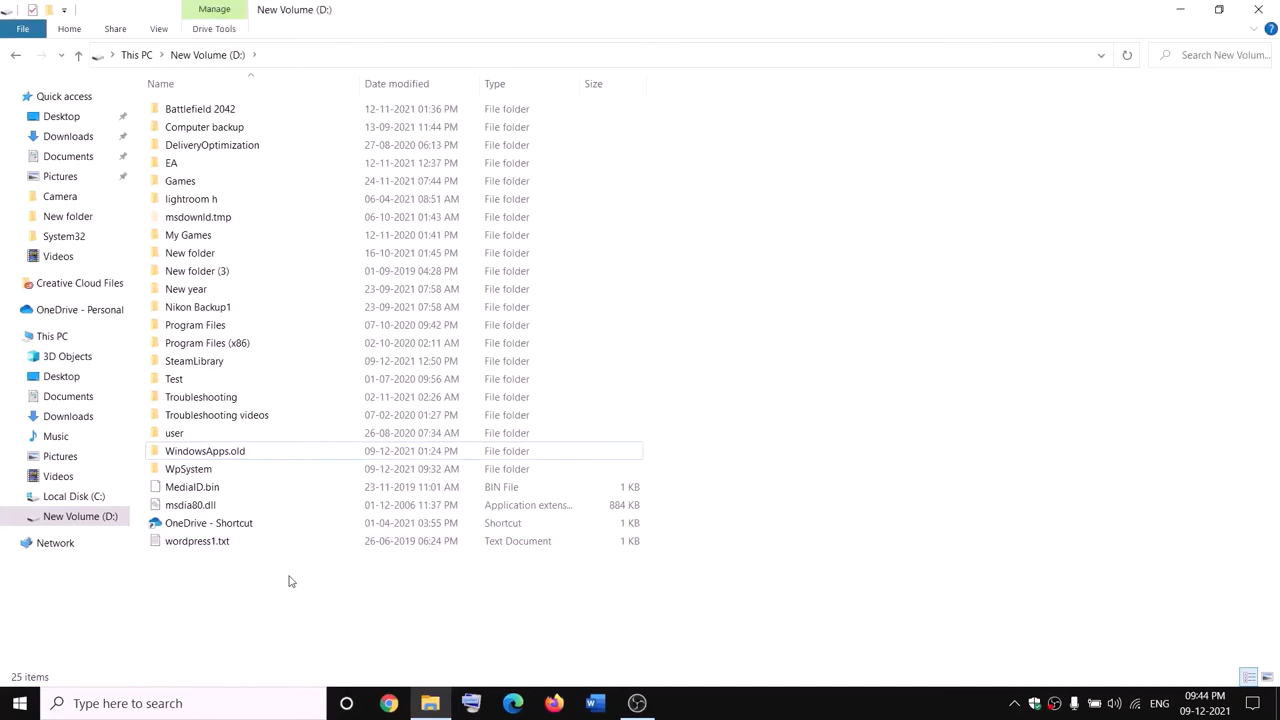 Manage
New Volume (D:)
File
Home
Share
View
Drive Tools
This PC
New Volume (D:)
Search New Volum...
Name
Date modified
Type
Size
Quick access
Desktop
Downloads
Documents
Pictures
Camera
New folder
System32
Videos
Creative Cloud Files
OneDrive - Personal
This PC
3D Objects
Desktop
Documents
Downloads
Music
Pictures
Videos
Local Disk (C:)
New Volume (D:)
Network
Battlefield 2042 12-11-2021 01:36 PM File folder
Computer backup 13-09-2021 11:44 PM File folder
DeliveryOptimization 27-08-2020 06:13 PM File folder
EA 12-11-2021 12:37 PM File folder
Games 24-11-2021 07:44 PM File folder
lightroom h 06-04-2021 08:51 AM File folder
msdownld.tmp 06-10-2021 01:43 AM File folder
My Games 12-11-2020 01:41 PM File folder
New folder 16-10-2021 01:45 PM File folder
New folder (3) 01-09-2019 04:28 PM File folder
New year 23-09-2021 07:58 AM File folder
Nikon Backup1 23-09-2021 07:58 AM File folder
Program Files 07-10-2020 09:42 PM File folder
Program Files (x86) 02-10-2020 02:11 AM File folder
SteamLibrary 09-12-2021 12:50 PM File folder
Test 01-07-2020 09:56 AM File folder
Troubleshooting 02-11-2021 02:26 AM File folder
Troubleshooting videos 07-02-2020 01:27 PM File folder
user 26-08-2020 07:34 AM File folder
WindowsApps.old 09-12-2021 01:24 PM File folder
WpSystem 09-12-2021 09:32 AM File folder
MediaID.bin 23-11-2019 11:01 AM BIN File 1 KB
msdia80.dll 01-12-2006 11:37 PM Application extens... 884 KB
OneDrive - Shortcut 01-04-2021 03:55 PM Shortcut 1 KB
wordpress1.txt 26-06-2019 06:24 PM Text Document 1 KB
25 items
Type here to search
ENG
09:44 PM
09-12-2021